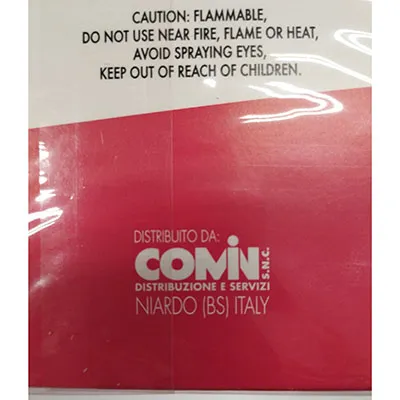 CAUTION: FLAMMABLE,
DO NOT USE NEAR FIRE, FLAME OR HEAT,
AVOID SPRAYING EYES,
KEEP OUT OF REACH OF CHILDREN.
DISTRIBUITO DA:
COMIN S.N.C.
DISTRIBUZIONE E SERVIZI
NIARDO (BS) ITALY